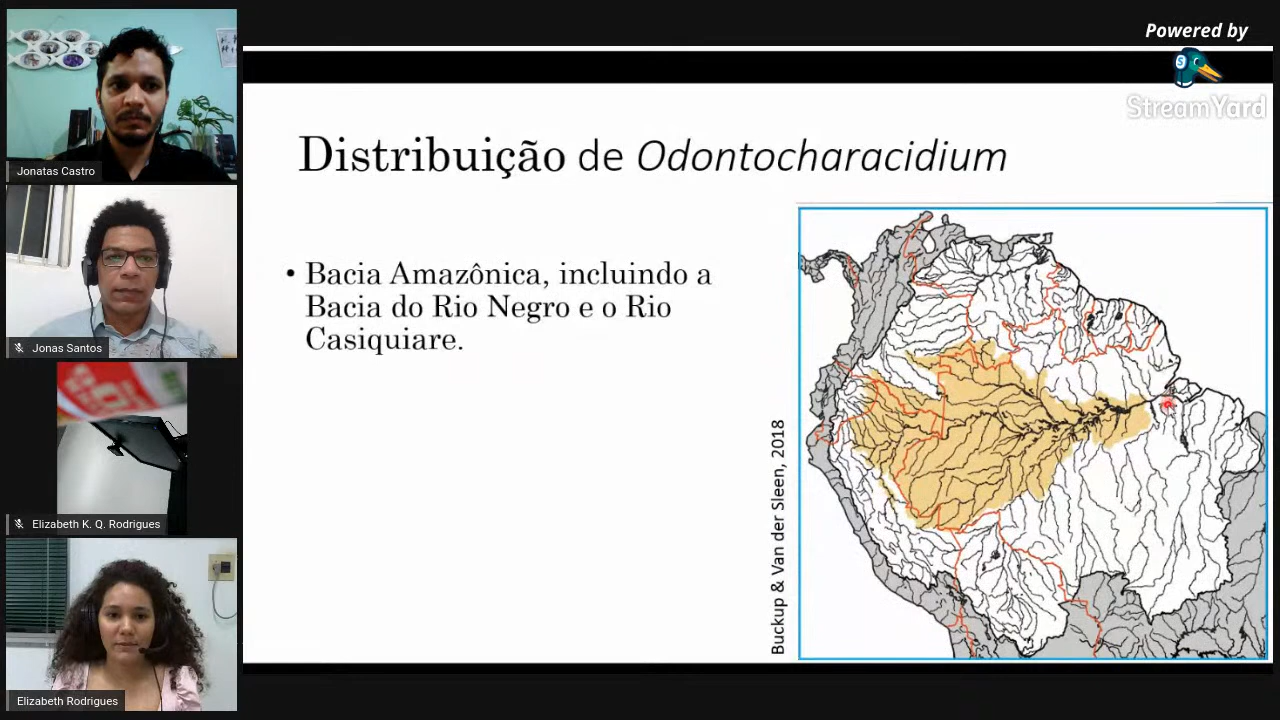 Powered by
StreamYard
Jonatas Castro
Jonas Santos
Elizabeth K. Q. Rodrigues
Elizabeth Rodrigues
Distribuição de Odontocharacidium
• Bacia Amazônica, incluindo a
Bacia do Rio Negro e o Rio
Casiquiare.
Buckup & Van der Sleen, 2018